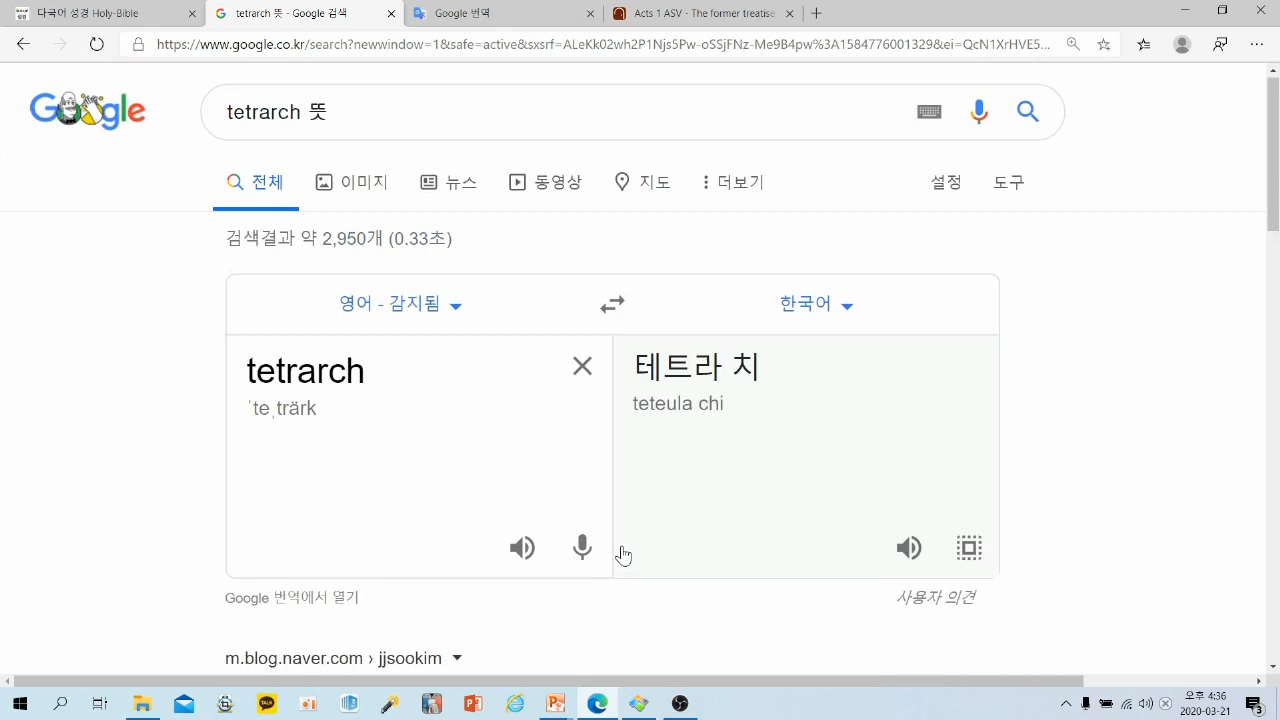 다국어 성경 Holy-Bible
tetrarch 뜻 - Google 검색
Google 번역
Acts 1 ASV - The former treatise
https://www.google.co.kr/search?newwindow=1&safe=active&sxsrf=ALeKk02wh2P1Njs5Pw-oSSjFNz-Me9B4pw%3A1584776001329&ei=QcN1XrHVE5...
Google
tetrarch 뜻
전체
이미지
뉴스
동영상
지도
더보기
설정
도구
검색결과 약 2,950개 (0.33초)
영어 - 감지됨
한국어
tetrarch
ˈteˌträrk
테트라 치
teteula chi
Google 번역에서 열기
사용자 의견
m.blog.naver.com › jjsookim
오후 4:36
2020-03-21